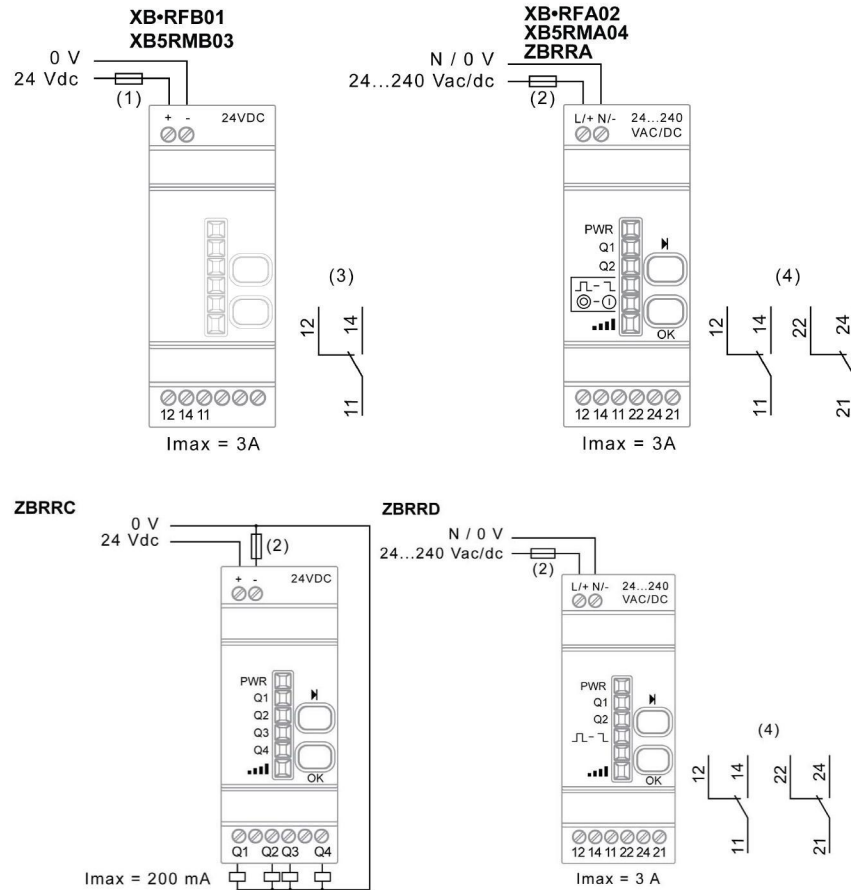 XB•RFB01
XB5RMB03
0 V
24 Vdc
(1)
+ - 24VDC
(3)
12 14
11
12 14 11
Imax = 3A
XB•RFA02
XB5RMA04
ZBRRA
N / 0 V
24...240 Vac/dc
(2)
L/+ N/- 24...240
VAC/DC
PWR
Q1
Q2
OK
(4)
12 14 22 24
11 21
12 14 11 22 24 21
Imax = 3A
ZBRRC
0 V
24 Vdc
(2)
+ - 24VDC
PWR
Q1
Q2
Q3
Q4
OK
Q1 Q2 Q3 Q4
Imax = 200 mA
ZBRRD
N / 0 V
24...240 Vac/dc
(2)
L/+ N/- 24...240
VAC/DC
PWR
Q1
Q2
OK
(4)
12 14 22 24
11 21
12 14 11 22 24 21
Imax = 3 A